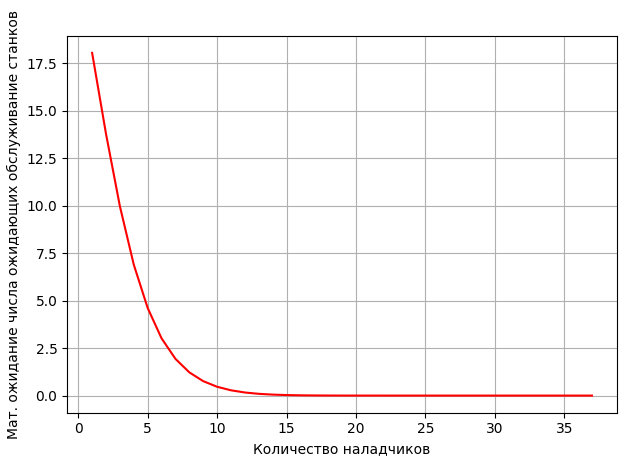 Мат. ожидание числа ожидающих обслуживание станков
17.5
15.0
12.5
10.0
7.5
5.0
2.5
0.0
0 5 10 15 20 25 30 35
Количество наладчиков